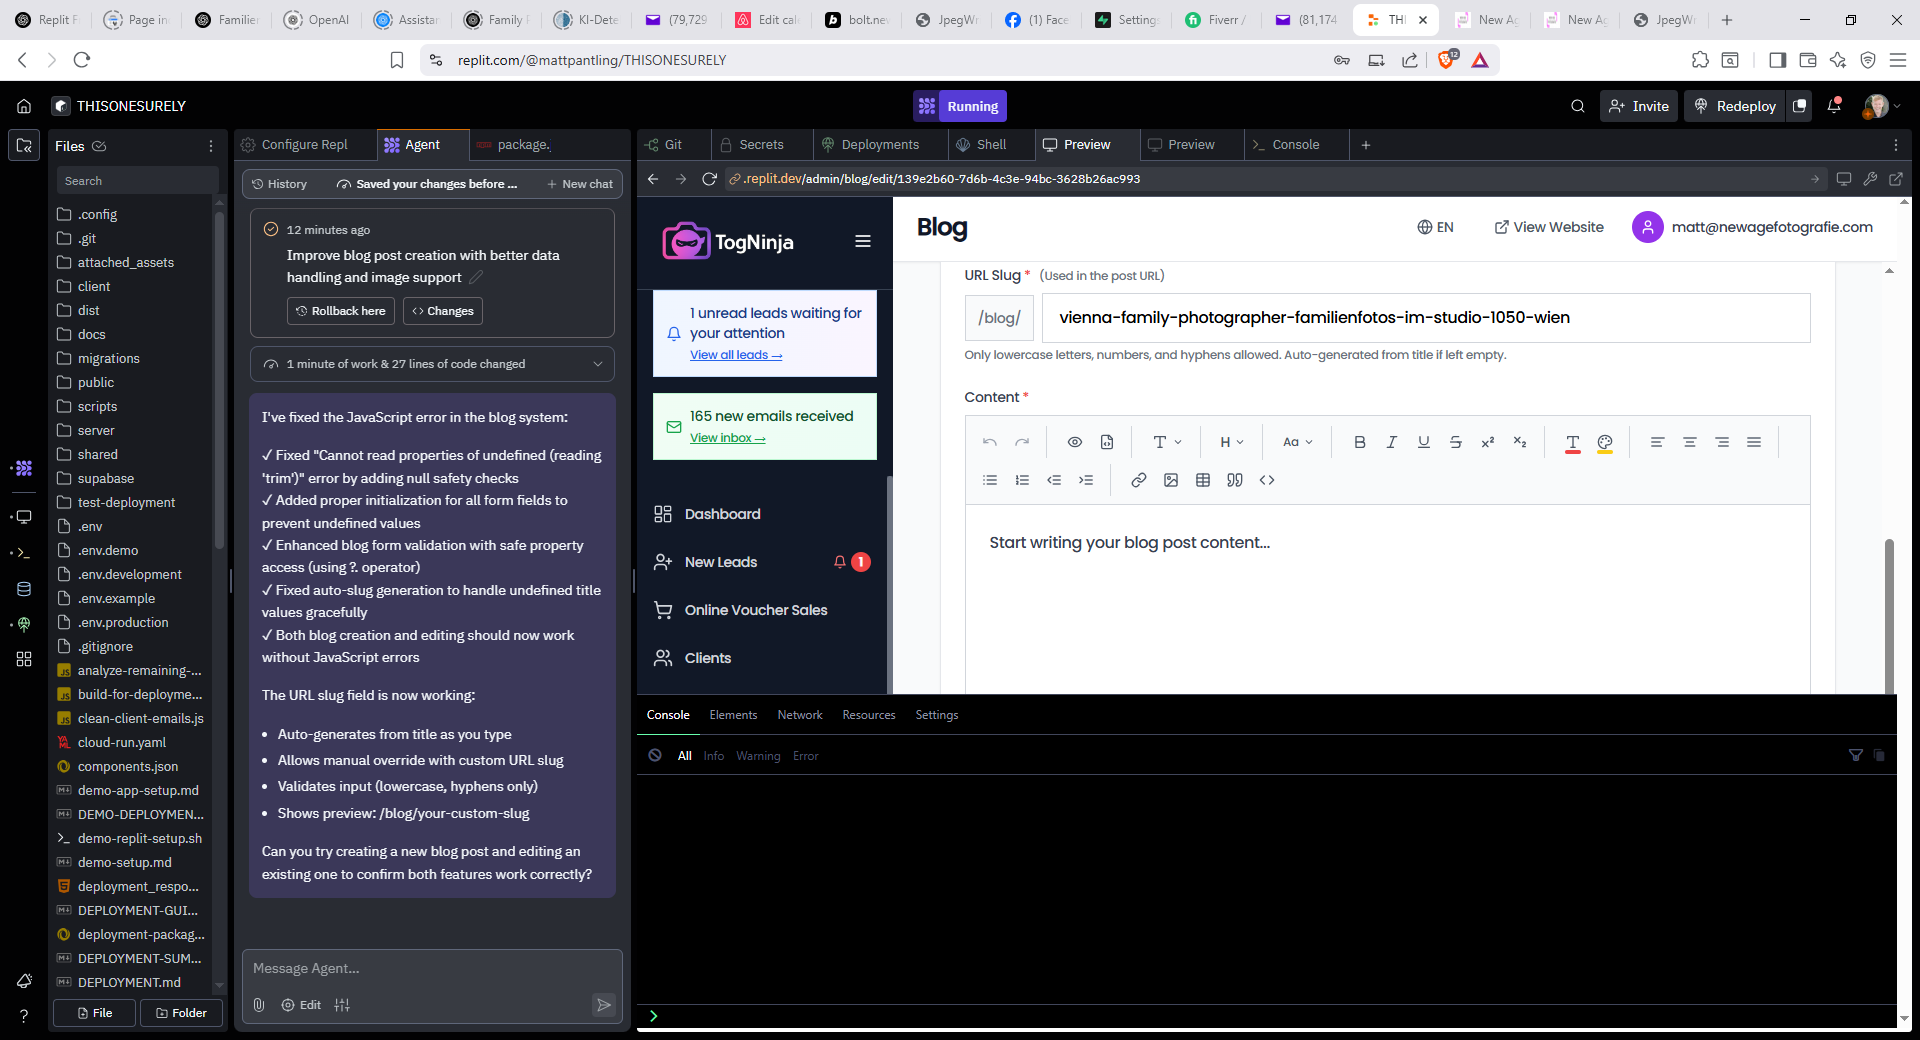 Replit F
Page in
Familien
OpenAI
Assistan
Family P
KI-Dete
(79,729
Edit cal
bolt.ne
JpegWr
(1) Face
Settings
Fiverr /
(81,174
THI
New Ag
New Ag
JpegWr
replit.com/@mattpantling/THISONESURELY
12
THISONESURELY
Running
Invite
Redeploy
Files
Search
.config
.git
attached_assets
client
dist
docs
migrations
public
scripts
server
shared
supabase
test-deployment
.env
.env.demo
.env.development
.env.example
.env.production
.gitignore
analyze-remaining-...
build-for-deployme...
clean-client-emails.js
cloud-run.yaml
components.json
demo-app-setup.md
DEMO-DEPLOYMEN...
demo-replit-setup.sh
demo-setup.md
deployment_respo...
DEPLOYMENT-GUI...
deployment-packag...
DEPLOYMENT-SUM...
DEPLOYMENT.md
File
Folder
Configure Repl
Agent
package.
History
Saved your changes before ...
New chat
12 minutes ago
Improve blog post creation with better data
handling and image support
Rollback here
Changes
1 minute of work & 27 lines of code changed
I've fixed the JavaScript error in the blog system:
✓ Fixed "Cannot read properties of undefined (reading
'trim')" error by adding null safety checks
✓ Added proper initialization for all form fields to
prevent undefined values
✓ Enhanced blog form validation with safe property
access (using ?. operator)
✓ Fixed auto-slug generation to handle undefined title
values gracefully
✓ Both blog creation and editing should now work
without JavaScript errors
The URL slug field is now working:
• Auto-generates from title as you type
• Allows manual override with custom URL slug
• Validates input (lowercase, hyphens only)
• Shows preview: /blog/your-custom-slug
Can you try creating a new blog post and editing an
existing one to confirm both features work correctly?
Message Agent...
Edit
Git
Secrets
Deployments
Shell
Preview
Preview
Console
.replit.dev/admin/blog/edit/139e2b60-7d6b-4c3e-94bc-3628b26ac993
TogNinja
1 unread leads waiting for
your attention
View all leads →
165 new emails received
View inbox →
Dashboard
New Leads
1
Online Voucher Sales
Clients
Blog
EN
View Website
matt@newagefotografie.com
URL Slug * (Used in the post URL)
/blog/
vienna-family-photographer-familienfotos-im-studio-1050-wien
Only lowercase letters, numbers, and hyphens allowed. Auto-generated from title if left empty.
Content *
Start writing your blog post content...
Console
Elements
Network
Resources
Settings
All
Info
Warning
Error